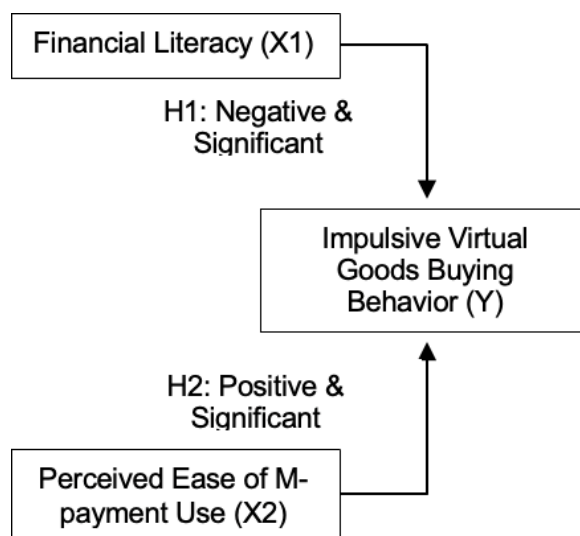 Financial Literacy (X1)
H1: Negative &
Significant
Impulsive Virtual
Goods Buying
Behavior (Y)
H2: Positive &
Significant
Perceived Ease of M-
payment Use (X2)